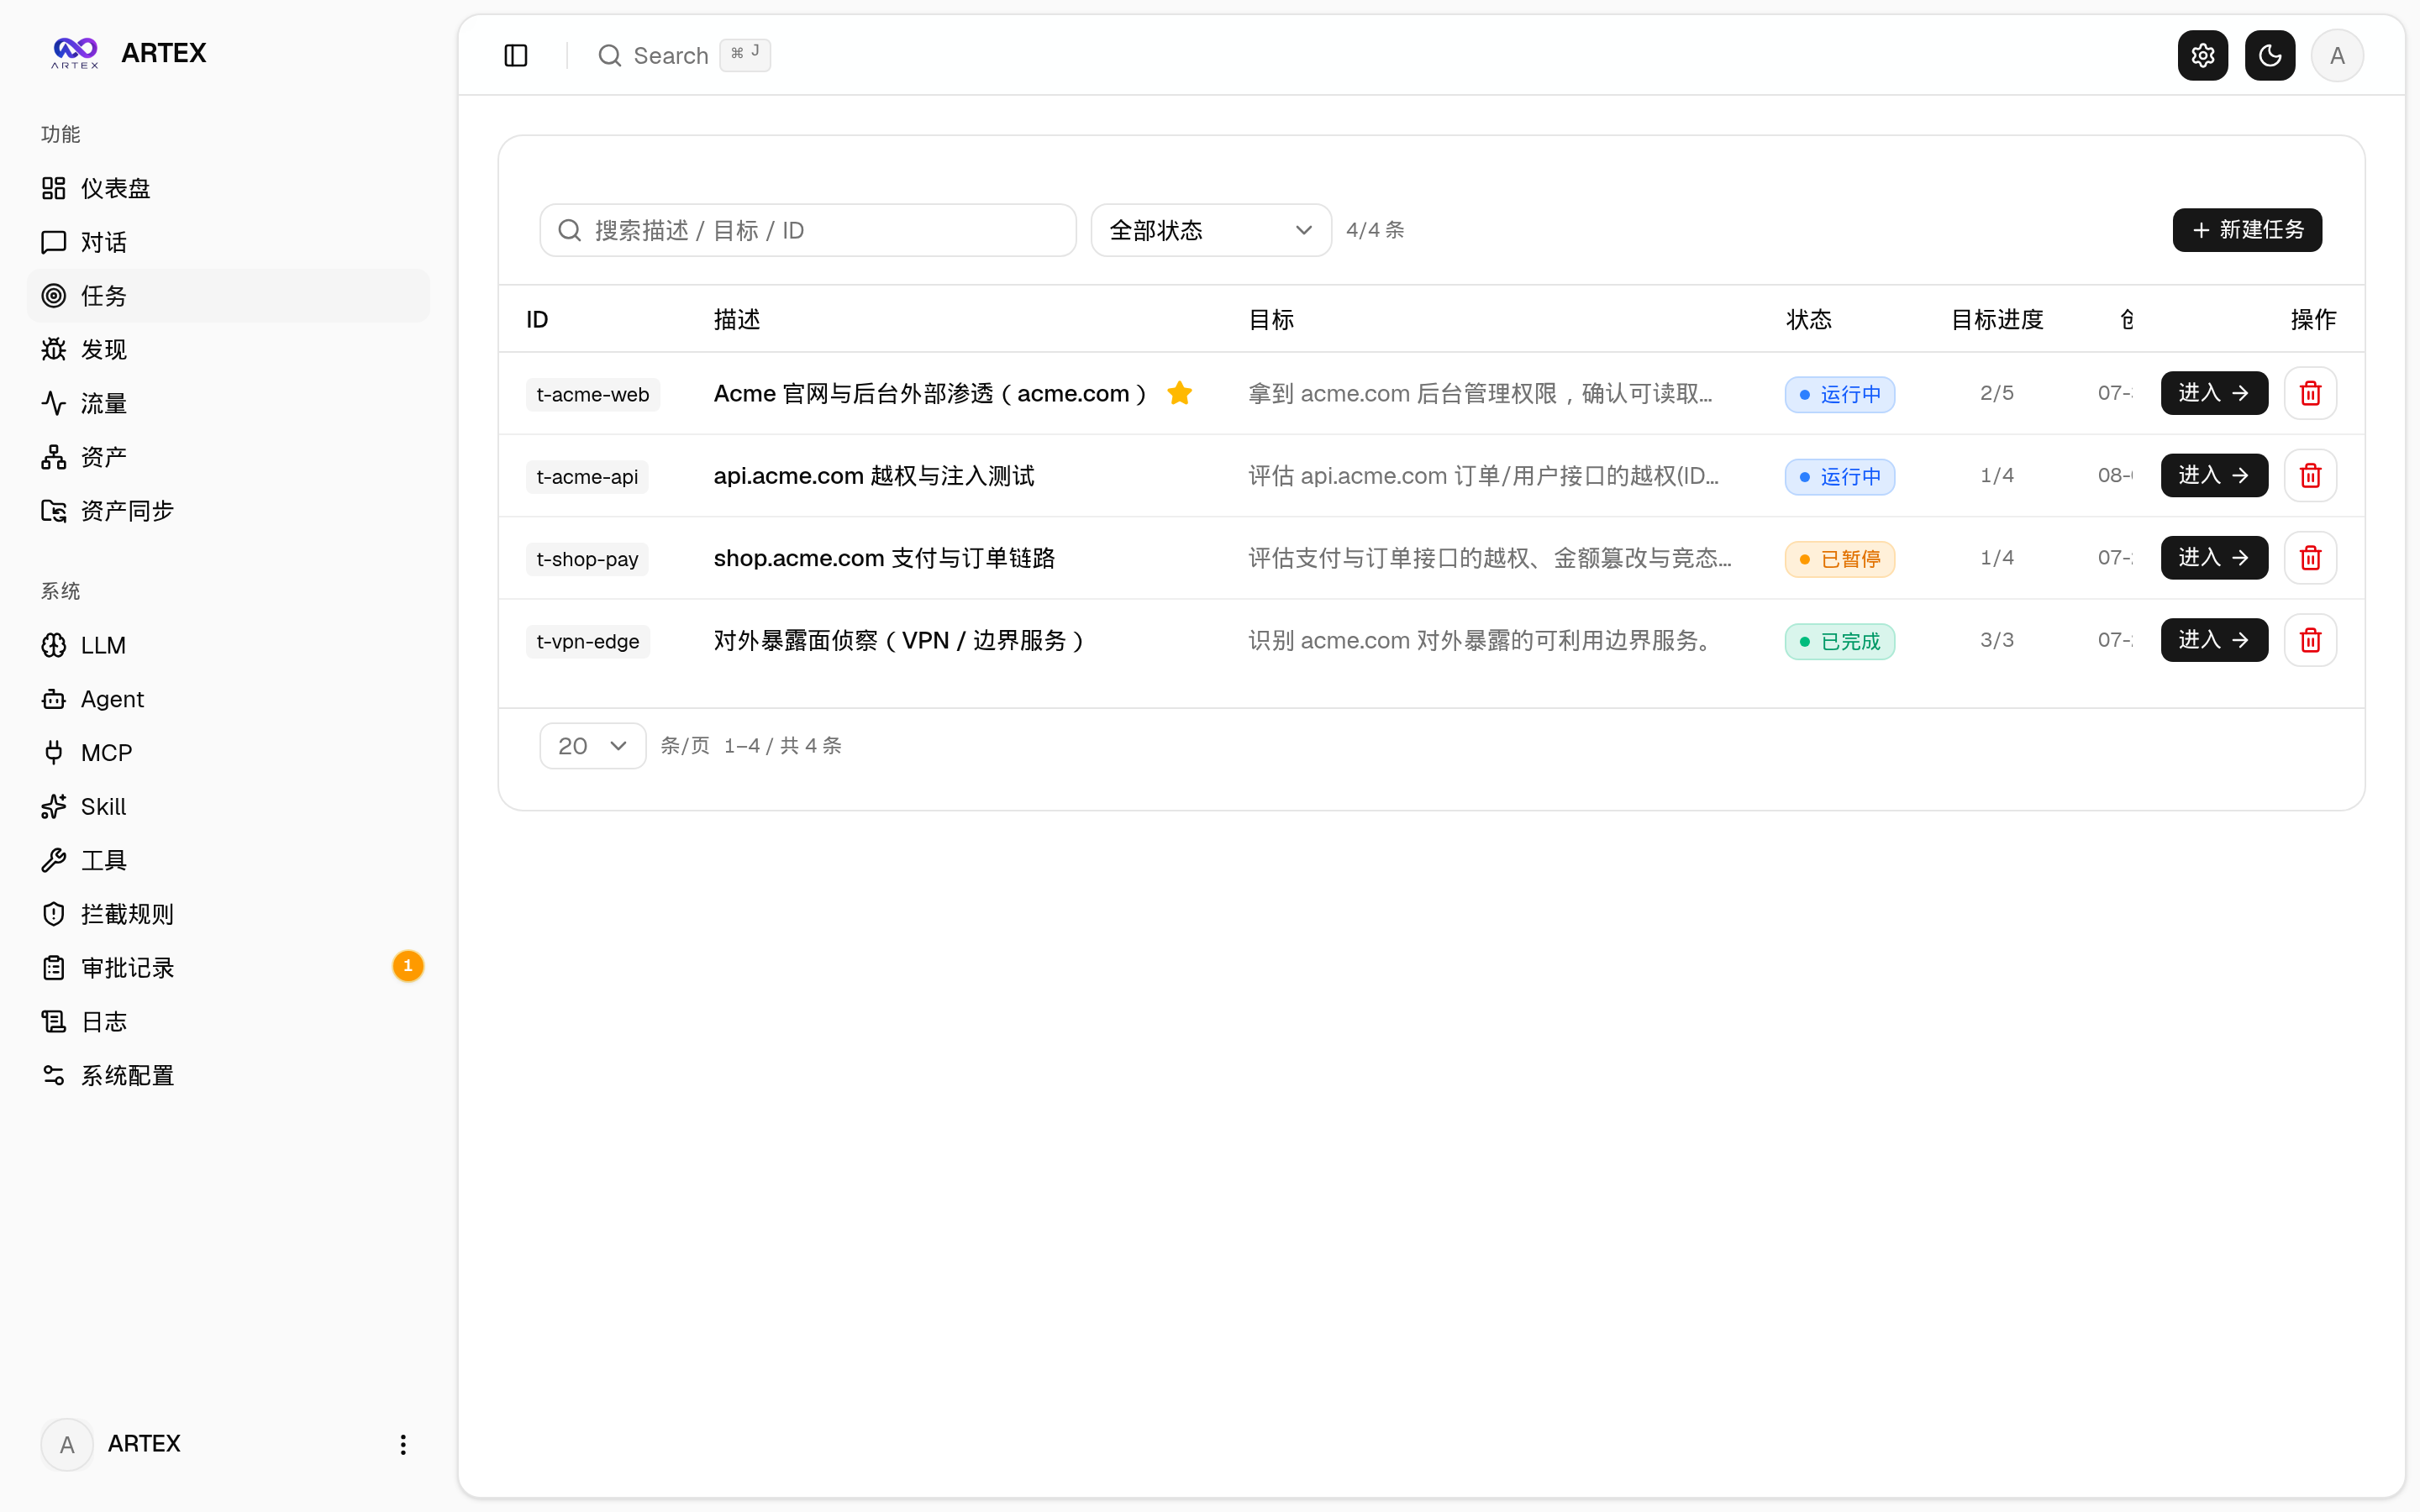 ARTEX
ARTEX
功能
仪表盘
对话
任务
发现
流量
资产
资产同步
系统
LLM
Agent
MCP
Skill
工具
拦截规则
审批记录 1
日志
系统配置
A ARTEX
Search ⌘ J
A
搜索描述 / 目标 / ID 全部状态 4/4 条 + 新建任务
ID 描述 目标 状态 目标进度 操作
t-acme-web Acme 官网与后台外部渗透（acme.com） 拿到 acme.com 后台管理权限，确认可读取... 运行中 2/5 07- 进入 →
t-acme-api api.acme.com 越权与注入测试 评估 api.acme.com 订单/用户接口的越权(ID... 运行中 1/4 08- 进入 →
t-shop-pay shop.acme.com 支付与订单链路 评估支付与订单接口的越权、金额篡改与竞态... 已暂停 1/4 07- 进入 →
t-vpn-edge 对外暴露面侦察（VPN / 边界服务） 识别 acme.com 对外暴露的可利用边界服务。 已完成 3/3 07- 进入 →
20 条/页 1–4 / 共 4 条